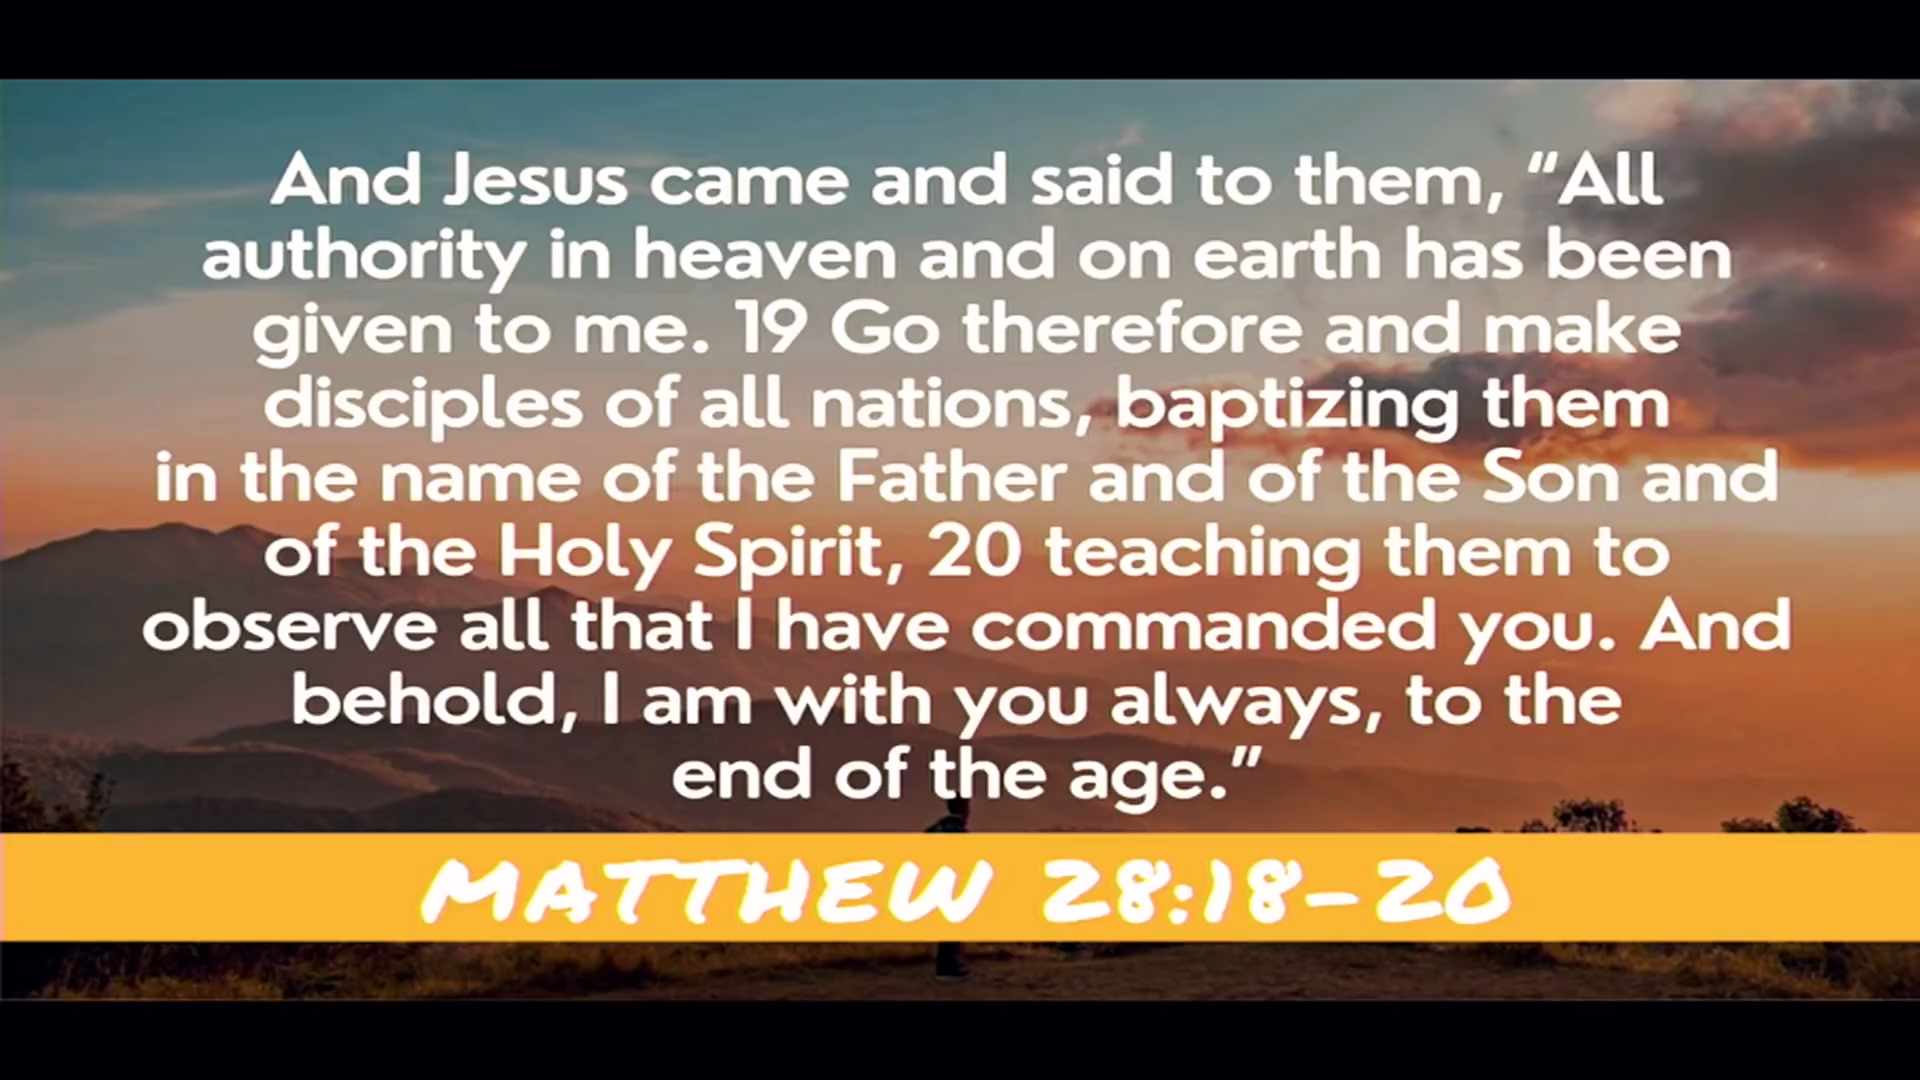 And Jesus came and said to them, “All
authority in heaven and on earth has been
given to me. 19 Go therefore and make
disciples of all nations, baptizing them
in the name of the Father and of the Son and
of the Holy Spirit, 20 teaching them to
observe all that I have commanded you. And
behold, I am with you always, to the
end of the age.”
MATTHEW 28:18-20